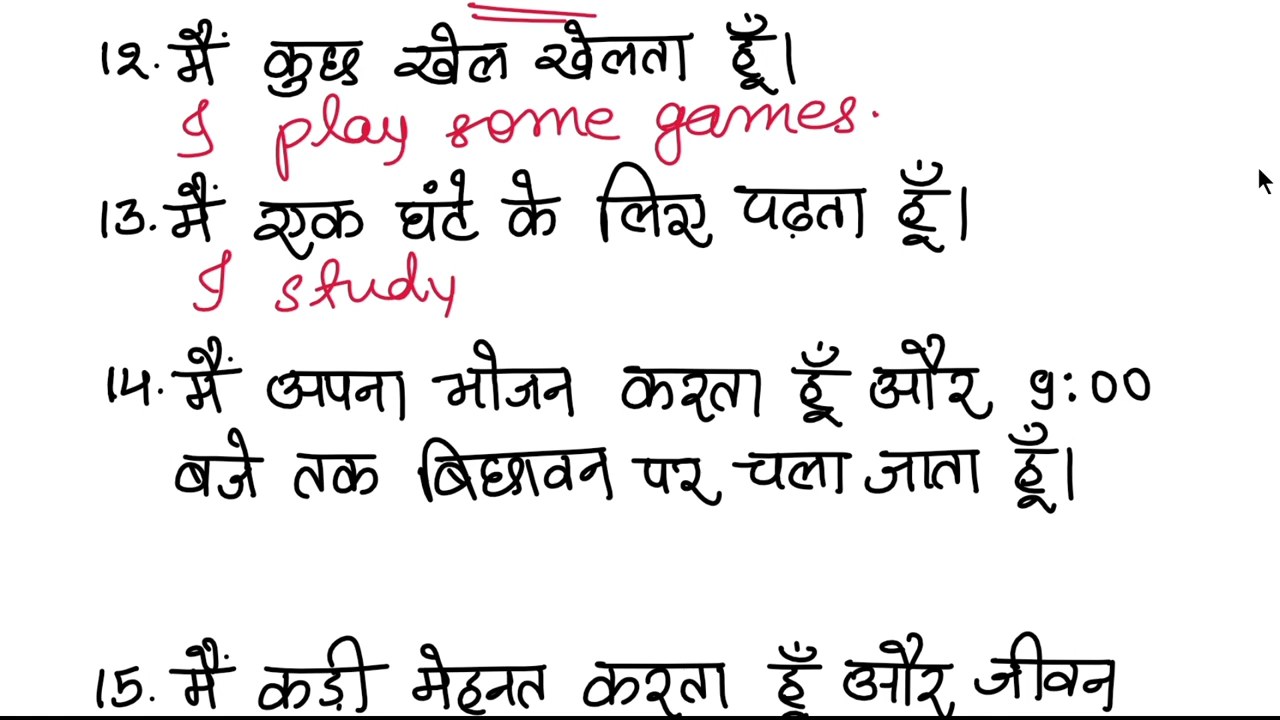 12. मैं कुछ खेल खेलता हूँ।
I play some games.
13. मैं एक घंटे के लिए पढ़ता हूँ।
I study
14. मैं अपना भोजन करता हूँ और 9:00
बजे तक बिछावन पर चला जाता हूँ।
15. मैं कड़ी मेहनत करता हूँ और जीवन